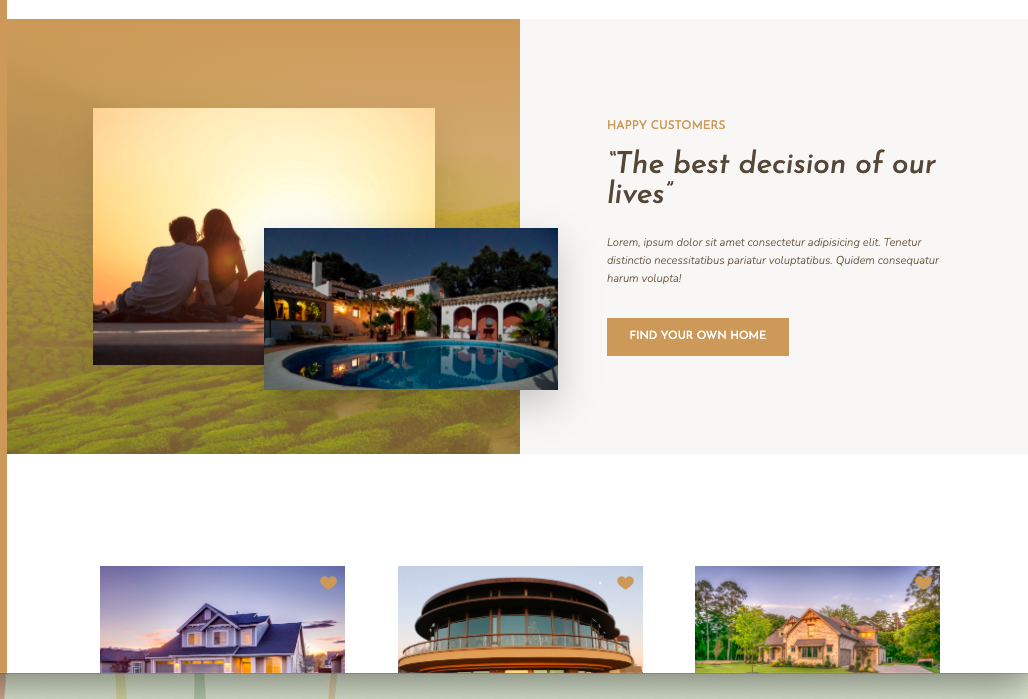 HAPPY CUSTOMERS
“The best decision of our
lives”
Lorem, ipsum dolor sit amet consectetur adipisicing elit. Tenetur
distinctio necessitatibus pariatur voluptatibus. Quidem consequatur
harum volupta!
FIND YOUR OWN HOME